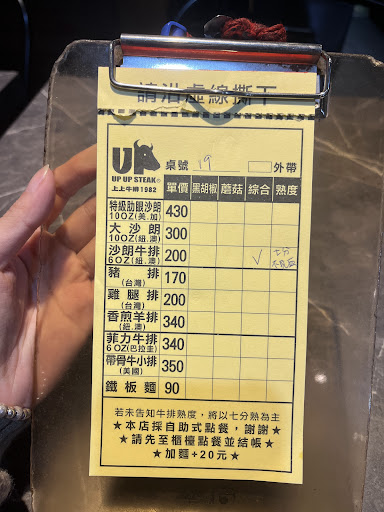 請沿虛線撕下
UP
UP UP STEAK®
上上牛排1982
桌號 19 外帶
單價 黑胡椒 蘑菇 綜合 熟度
特級肋眼沙朗 10OZ(美.加) 430
大沙朗 10OZ(紐.澳) 300
沙朗牛排 6OZ(紐.澳) 200 ✓
豬排 (台灣) 170
雞腿排 (台灣) 200
香煎羊排 (紐.澳) 340
菲力牛排 6OZ(巴拉圭) 340
帶骨牛小排 (美國) 350
鐵板麵 90
若未告知牛排熟度，將以七分熟為主
★本店採自助式點餐，謝謝★
★請先至櫃檯點餐並結帳★
★加麵+20元★